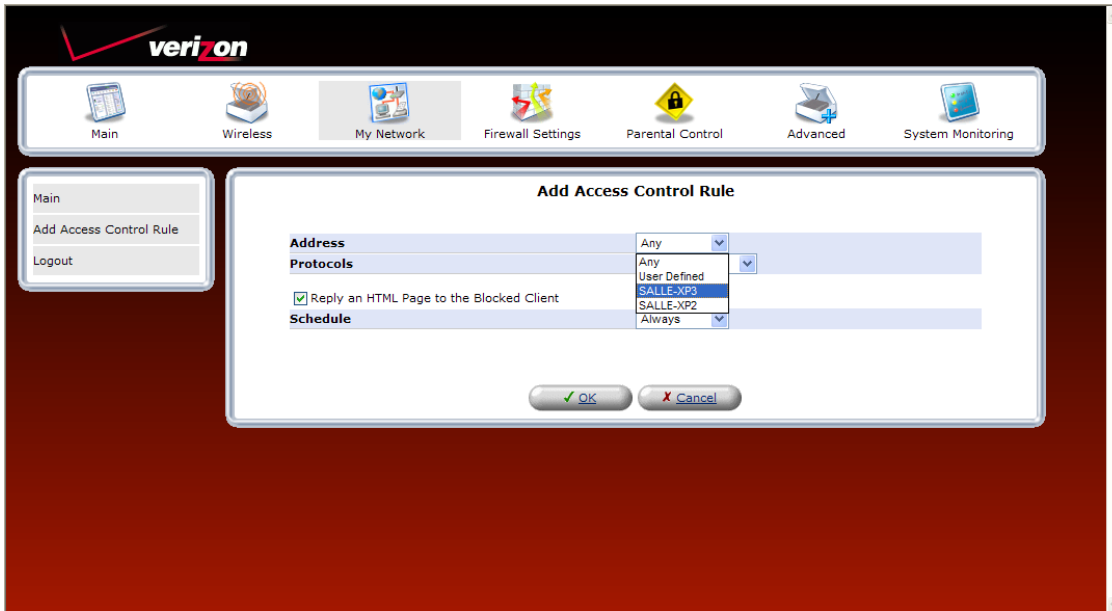 verizon
Main
Wireless
My Network
Firewall Settings
Parental Control
Advanced
System Monitoring
Main
Add Access Control Rule
Logout
Add Access Control Rule
Address
Any
Protocols
Any
User Defined
SALLE-XP3
SALLE-XP2
Reply an HTML Page to the Blocked Client
Schedule
Always
OK
Cancel